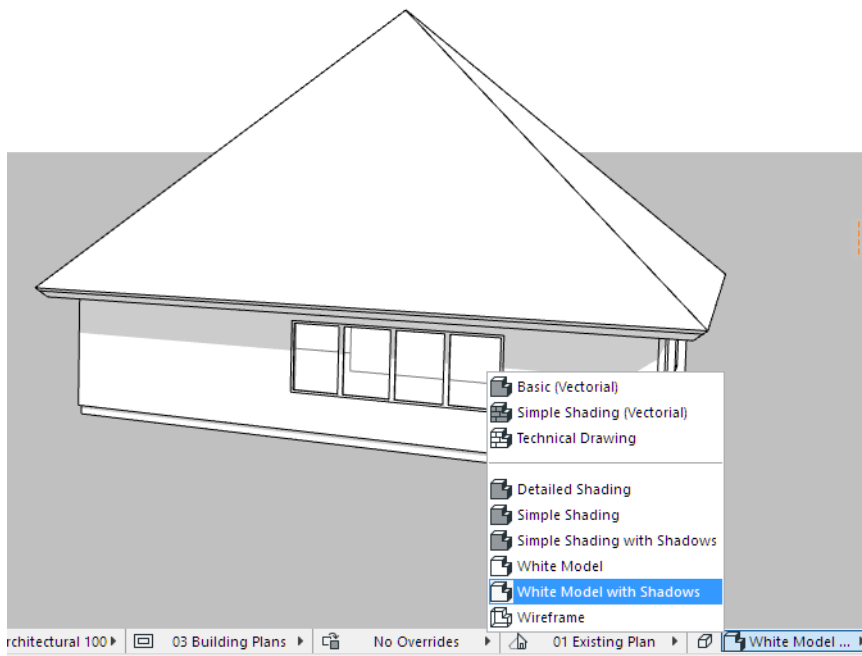 Basic (Vectorial)
Simple Shading (Vectorial)
Technical Drawing
Detailed Shading
Simple Shading
Simple Shading with Shadows
White Model
White Model with Shadows
Wireframe
rchitectural 100 03 Building Plans No Overrides 01 Existing Plan White Model ...